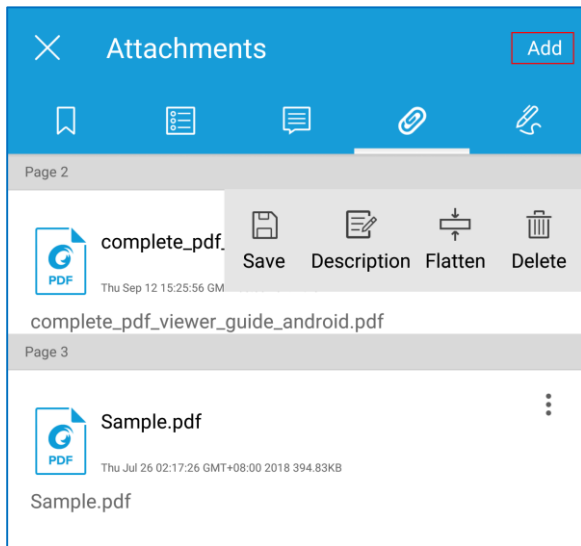 Attachments Add
Page 2
complete_pdf_
Save Description Flatten Delete
PDF
Thu Sep 12 15:25:56 GM
complete_pdf_viewer_guide_android.pdf
Page 3
Sample.pdf
PDF
Thu Jul 26 02:17:26 GMT+08:00 2018 394.83KB
Sample.pdf